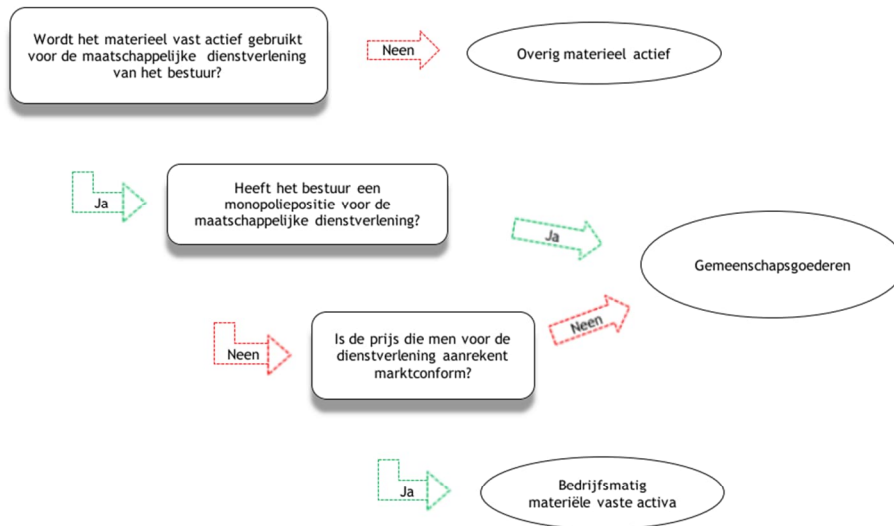 Wordt het materieel vast actief gebruikt
voor de maatschappelijke dienstverlening
van het bestuur?
Neen
Overig materieel actief
Ja
Heeft het bestuur een
monopoliepositie voor de
maatschappelijke dienstverlening?
Ja
Gemeenschapsgoederen
Neen
Is de prijs die men voor de
dienstverlening aanrekent
marktconform?
Neen
Ja
Bedrijfsmatig
materiële vaste activa